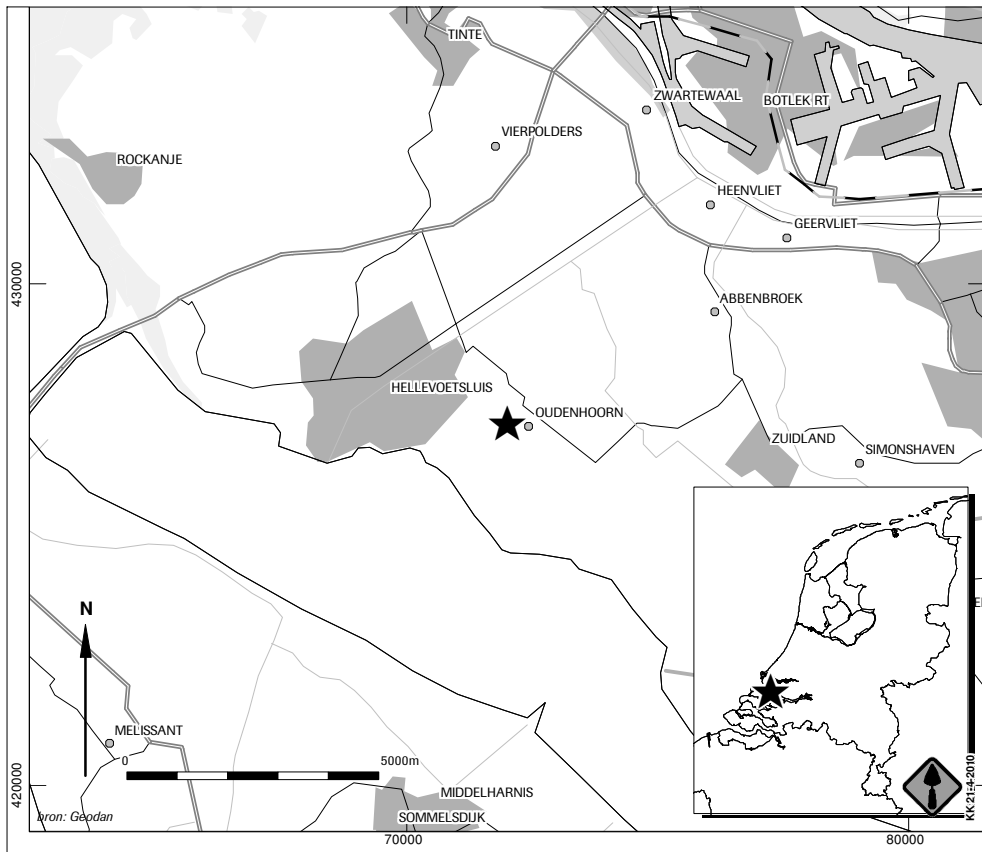 TINTE
ZWARTEWAAL
BOTLEK RT
VIERPOLDERS
ROCKANJE
HEENVLIET
GEERVLIET
430000
ABBENBROEK
HELLEVOETSLUIS
OUDENHOORN
ZUIDLAND
SIMONSHAVEN
N
MELISSANT
0
5000m
MIDDELHARNIS
SOMMELSDIJK
420000
bron: Geodan
70000
80000
KK:21-4-2010